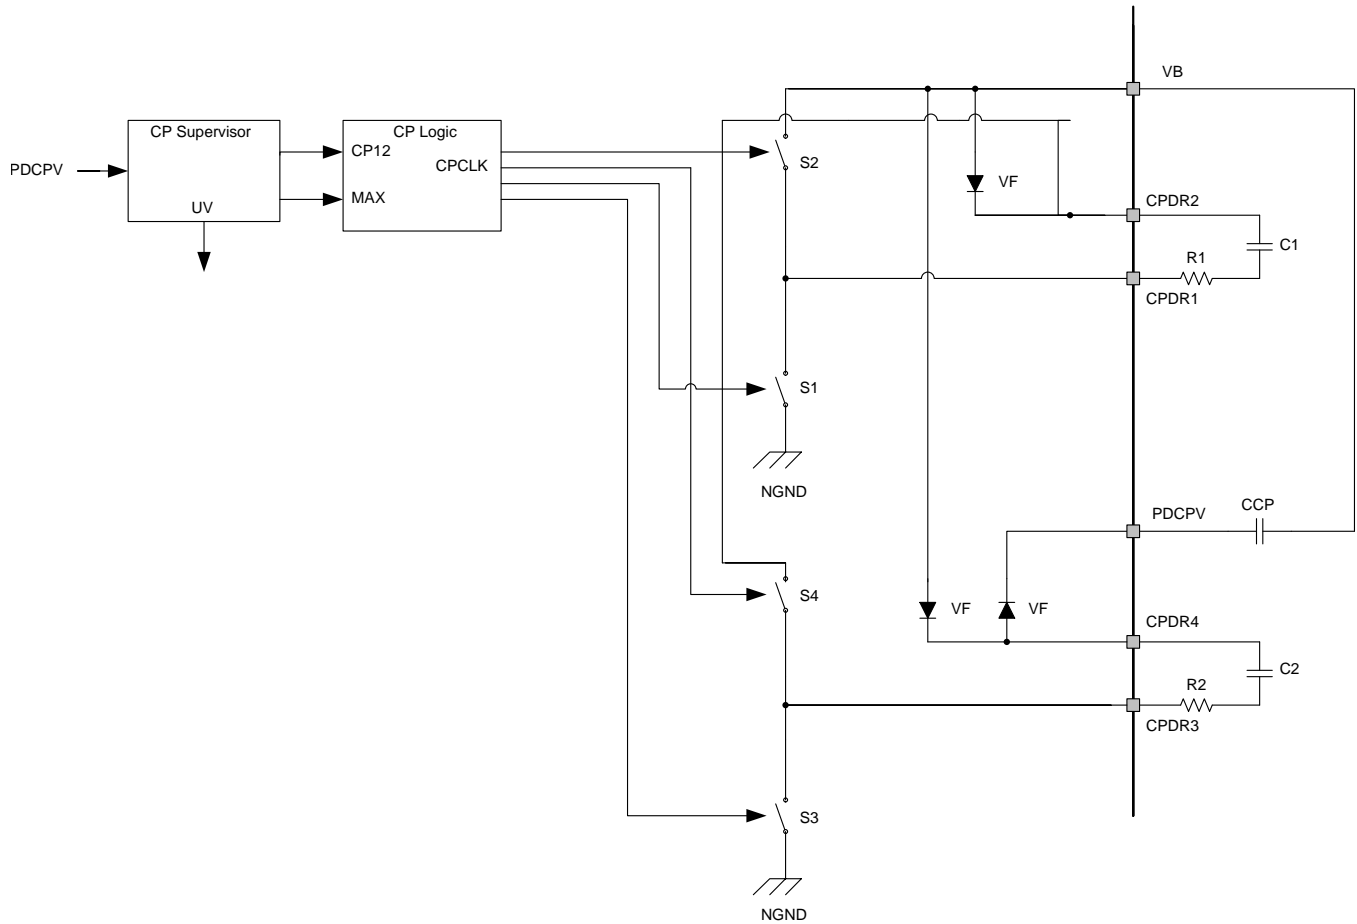 VB
CP Supervisor
CP Logic
CP12
CPCLK
S2
PDCPV
VF
MAX
UV
CPDR2
C1
R1
CPDR1
S1
NGND
CCP
PDCPV
S4
VF
VF
CPDR4
C2
R2
CPDR3
S3
NGND